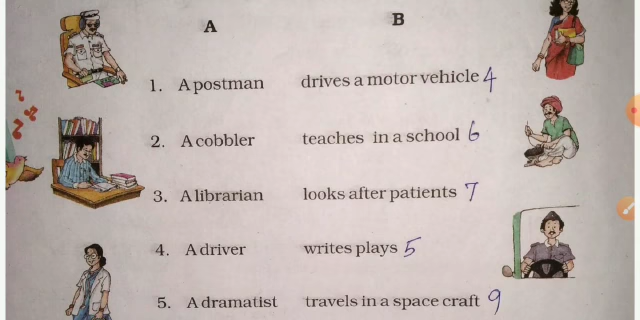 A B
1. A postman drives a motor vehicle 4
2. A cobbler teaches in a school 6
3. A librarian looks after patients 7
4. A driver writes plays 5
5. A dramatist travels in a space craft 9